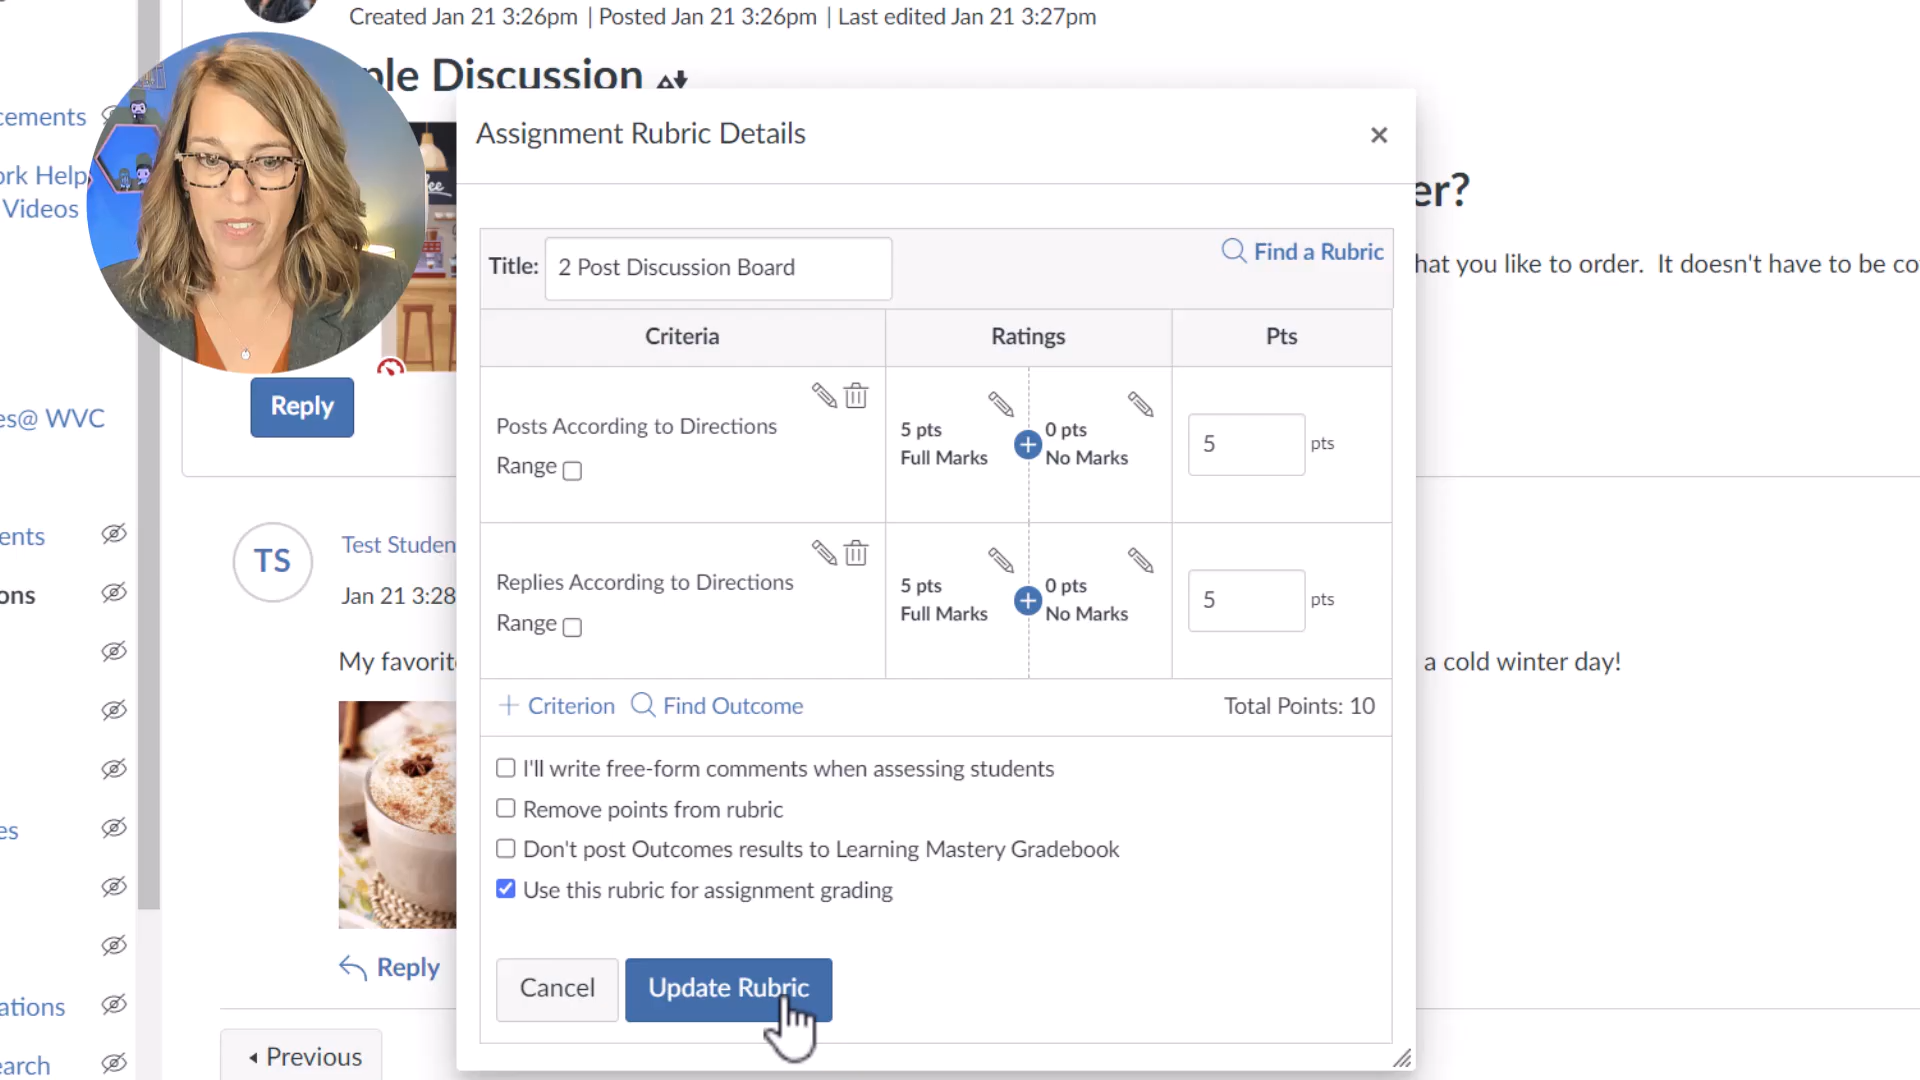 Created Jan 21 3:26pm | Posted Jan 21 3:26pm | Last edited Jan 21 3:27pm
ple Discussion
Assignment Rubric Details
er?
hat you like to order. It doesn't have to be co
Title: 2 Post Discussion Board
Find a Rubric
Criteria Ratings Pts
Posts According to Directions
Range
5 pts
Full Marks
0 pts
No Marks
5 pts
Replies According to Directions
Range
5 pts
Full Marks
0 pts
No Marks
5 pts
Criterion Find Outcome Total Points: 10
I'll write free-form comments when assessing students
Remove points from rubric
Don't post Outcomes results to Learning Mastery Gradebook
Use this rubric for assignment grading
Cancel Update Rubric
cements
ork Help
Videos
es@ WVC
ents
ons
es
ations
earch
Reply
TS
Test Studen
Jan 21 3:28
My favorit
a cold winter day!
Reply
Previous